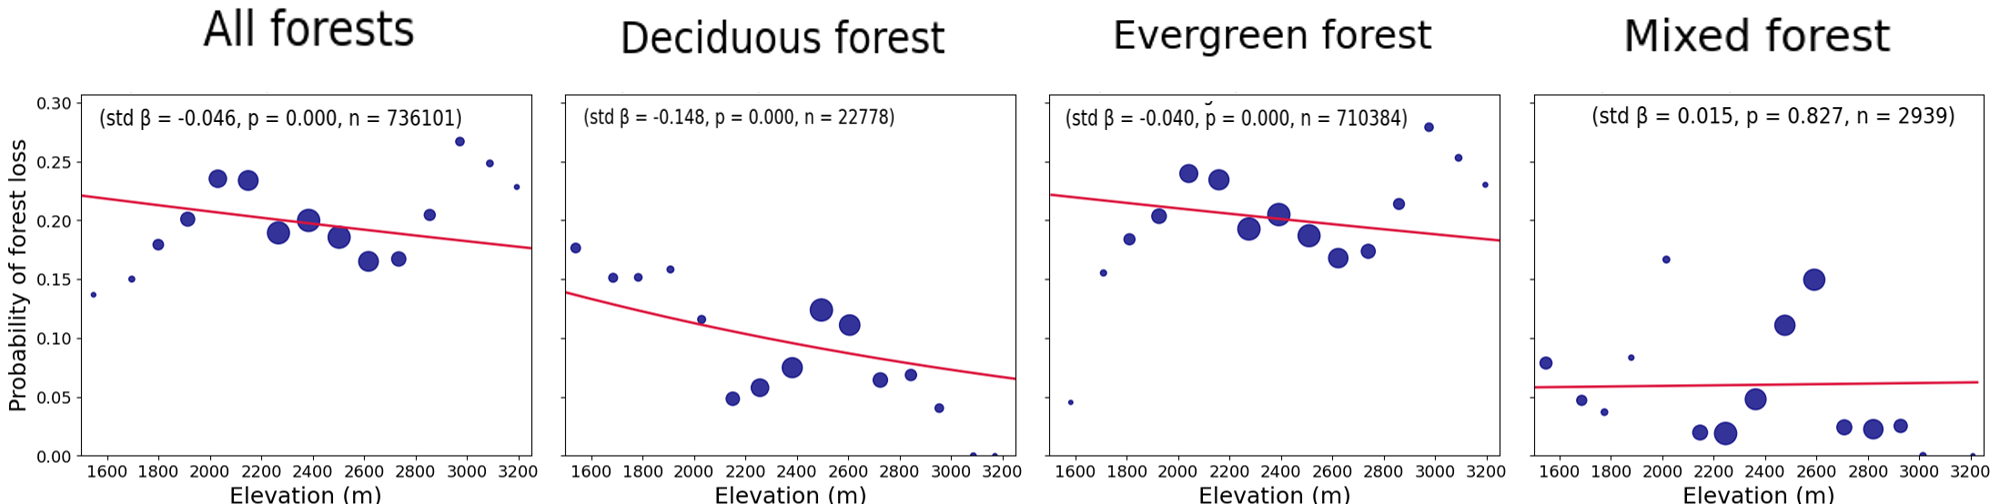 All forests
Deciduous forest
Evergreen forest
Mixed forest
(std β = -0.046, p = 0.000, n = 736101)
(std β = -0.148, p = 0.000, n = 22778)
(std β = -0.040, p = 0.000, n = 710384)
(std β = 0.015, p = 0.827, n = 2939)
Probability of forest loss
0.30
0.25
0.20
0.15
0.10
0.05
0.00
1600 1800 2000 2200 2400 2600 2800 3000 3200
1600 1800 2000 2200 2400 2600 2800 3000 3200
1600 1800 2000 2200 2400 2600 2800 3000 3200
1600 1800 2000 2200 2400 2600 2800 3000 3200
Elevation (m)
Elevation (m)
Elevation (m)
Elevation (m)